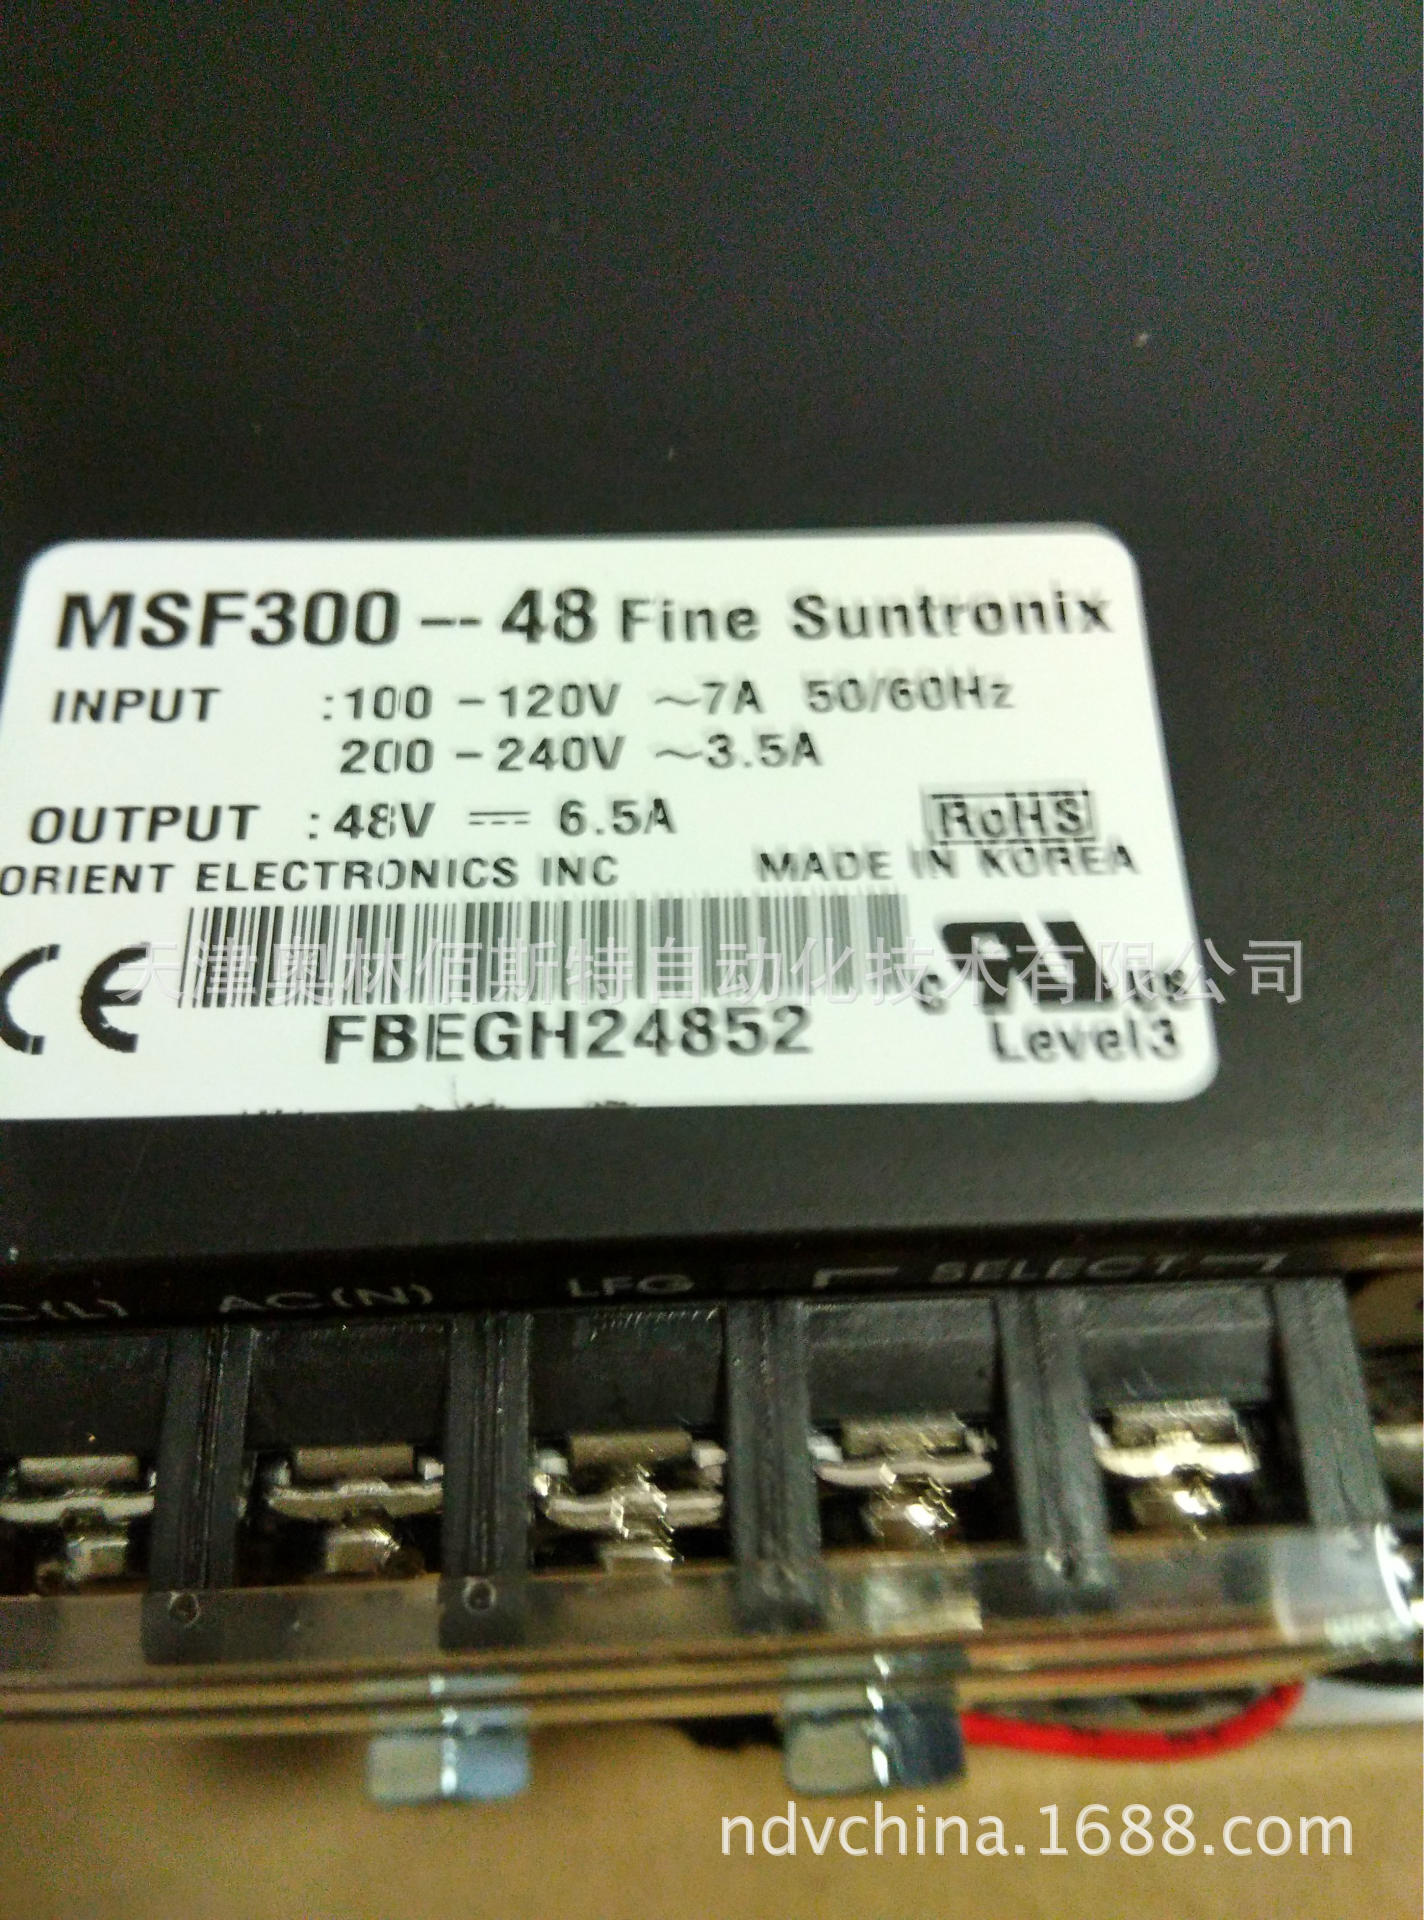 MSF300-48 Fine Suntronix
INPUT :100-120V ~7A 50/60Hz
200-240V ~3.5A
OUTPUT :48V ⎓ 6.5A
RoHS
ORIENT ELECTRONICS INC MADE IN KOREA
CE
天津奥林佰斯特自动化技术有限公司
c RU us
FBEGH24852
Level3
C(L) AC(N) LFG SELECT
ndvchina.1688.com